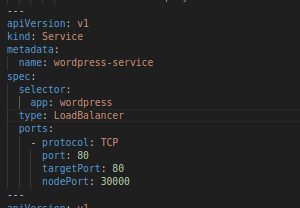 ---
apiVersion: v1
kind: Service
metadata:
  name: wordpress-service
spec:
  selector:
    app: wordpress
  type: LoadBalancer
  ports:
    - protocol: TCP
      port: 80
      targetPort: 80
      nodePort: 30000
---
apiVersion: v1